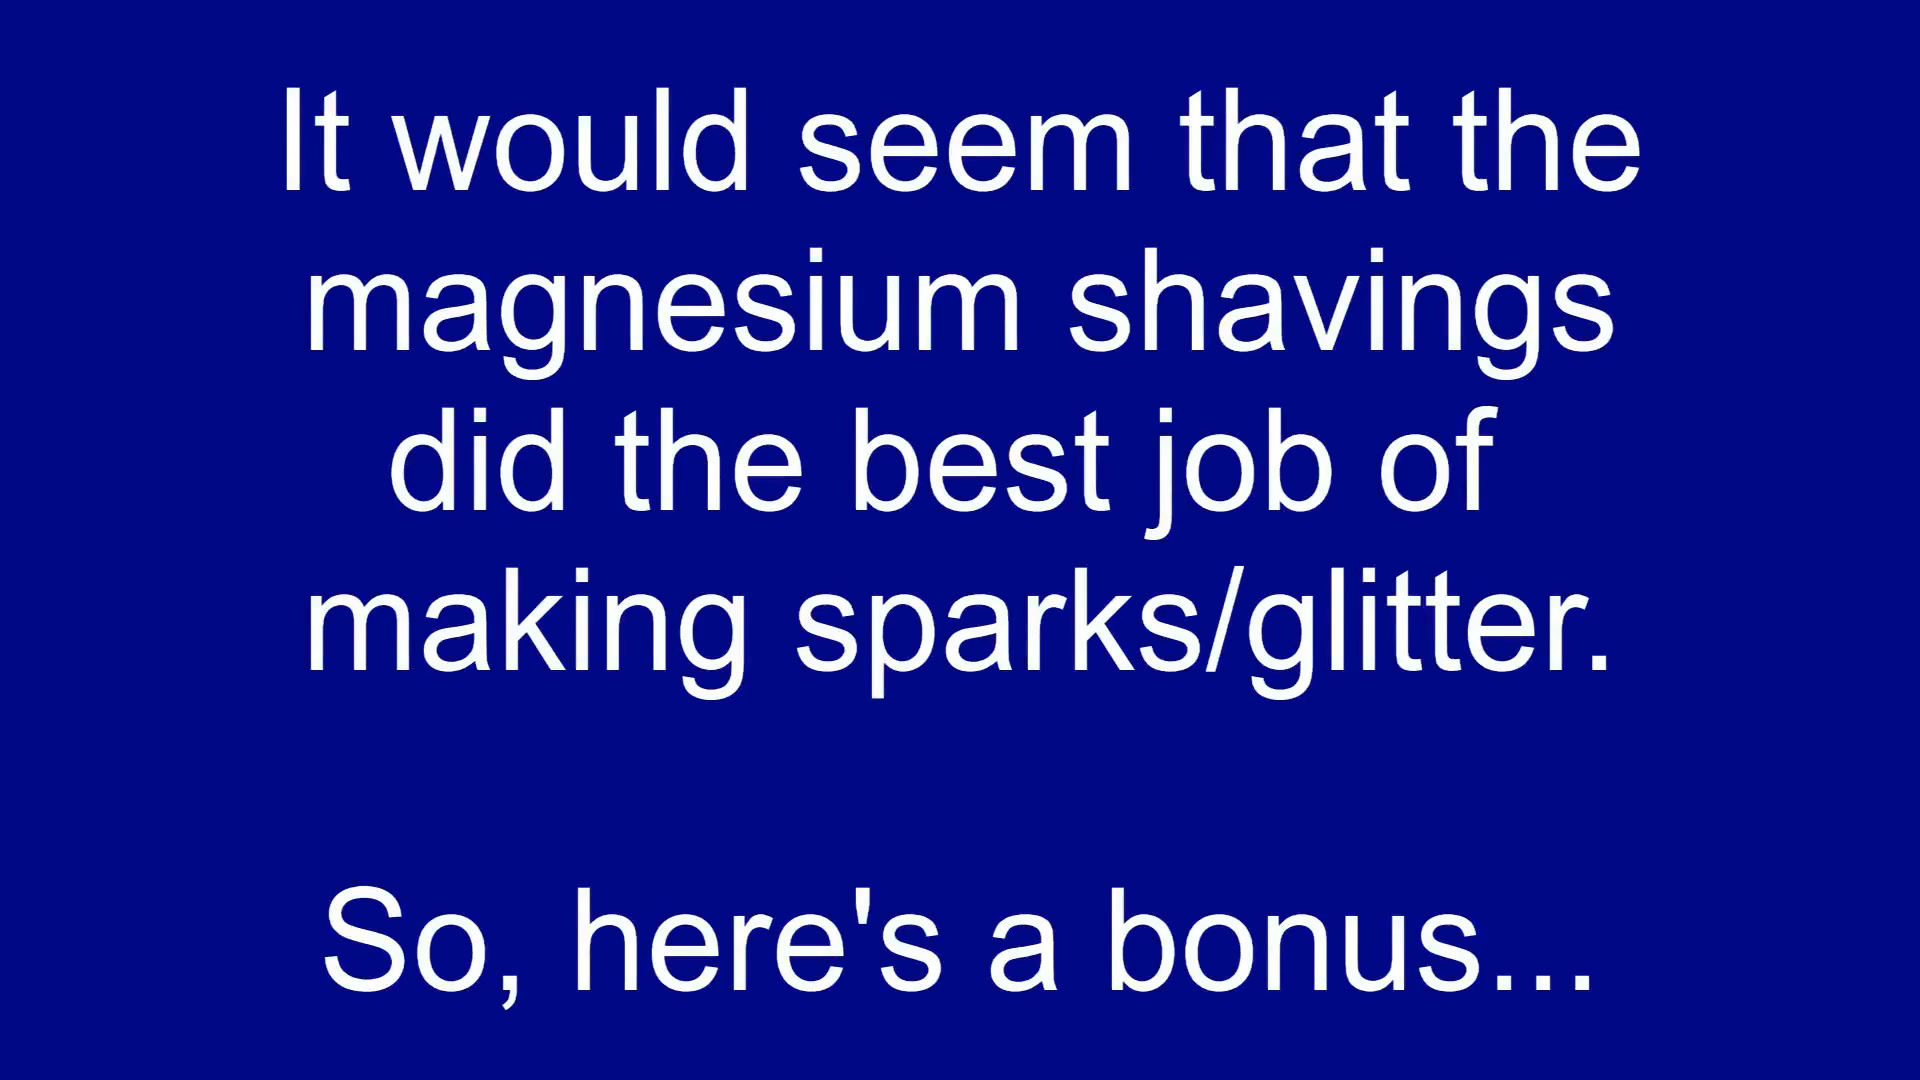 It would seem that the
magnesium shavings
did the best job of
making sparks/glitter.
So, here's a bonus...